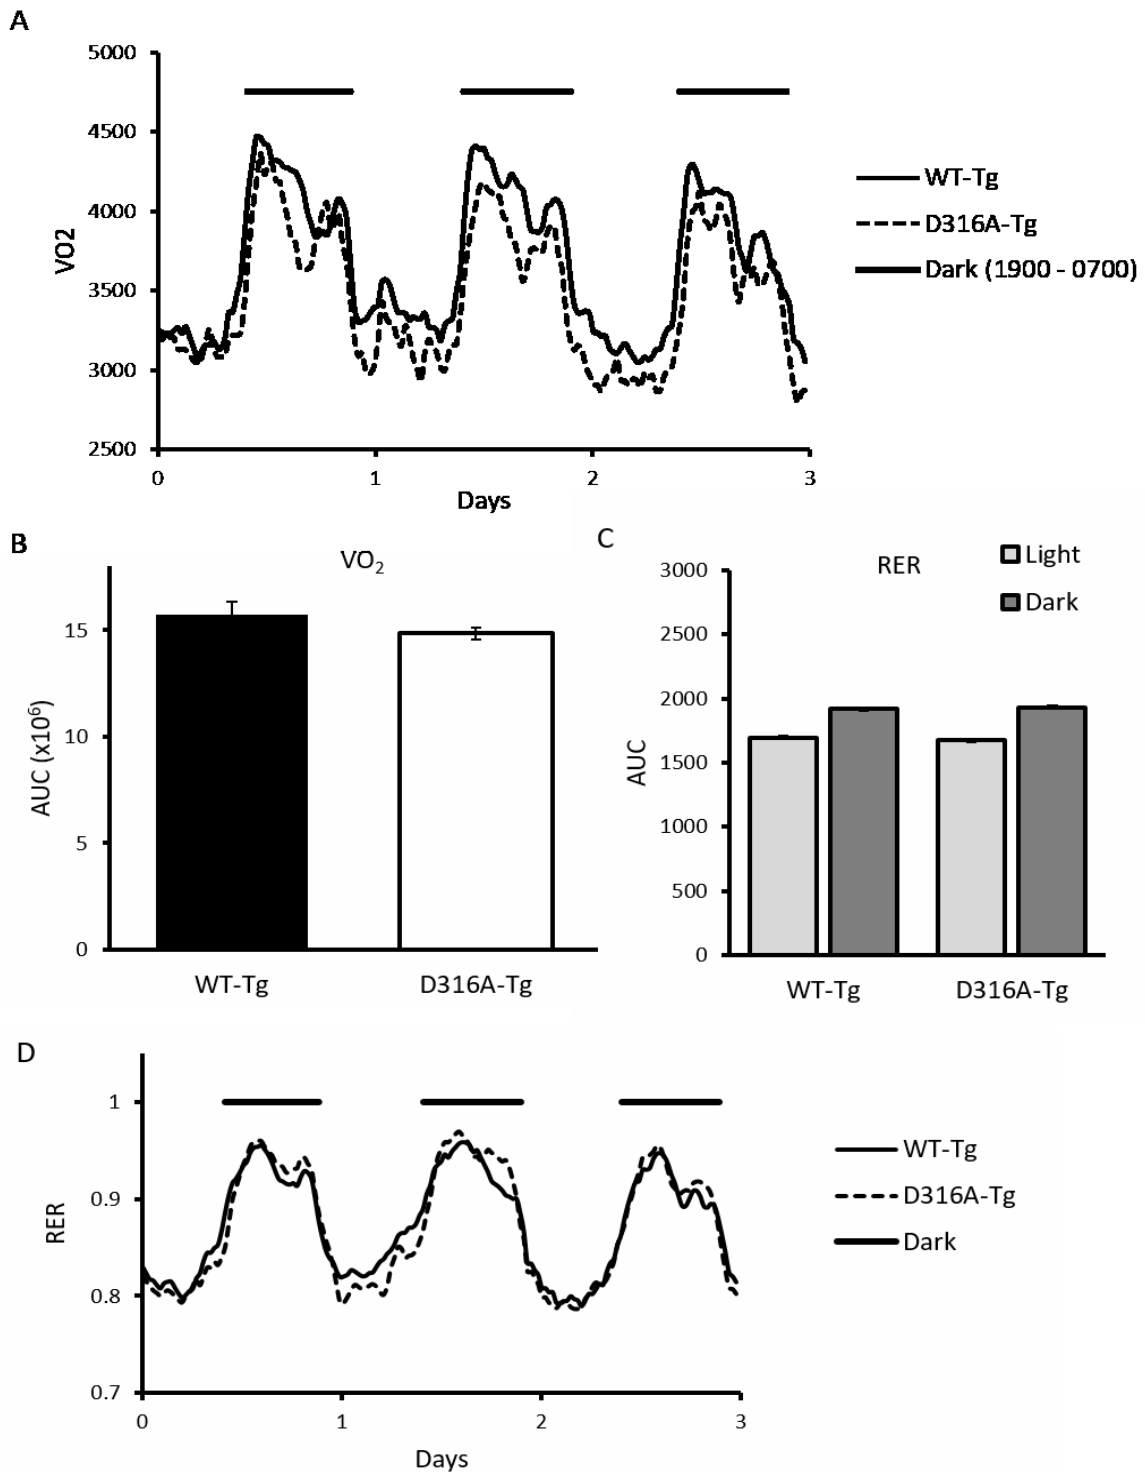 A
5000
4500
4000
3500
3000
2500
VO2
0
1
2
3
Days
WT-Tg
D316A-Tg
Dark (1900 - 0700)
B
VO2
15
10
5
0
AUC (x10⁶)
WT-Tg
D316A-Tg
C
RER
Light
Dark
3000
2500
2000
1500
1000
500
0
AUC
WT-Tg
D316A-Tg
D
1
0.9
0.8
0.7
RER
0
1
2
3
Days
WT-Tg
D316A-Tg
Dark